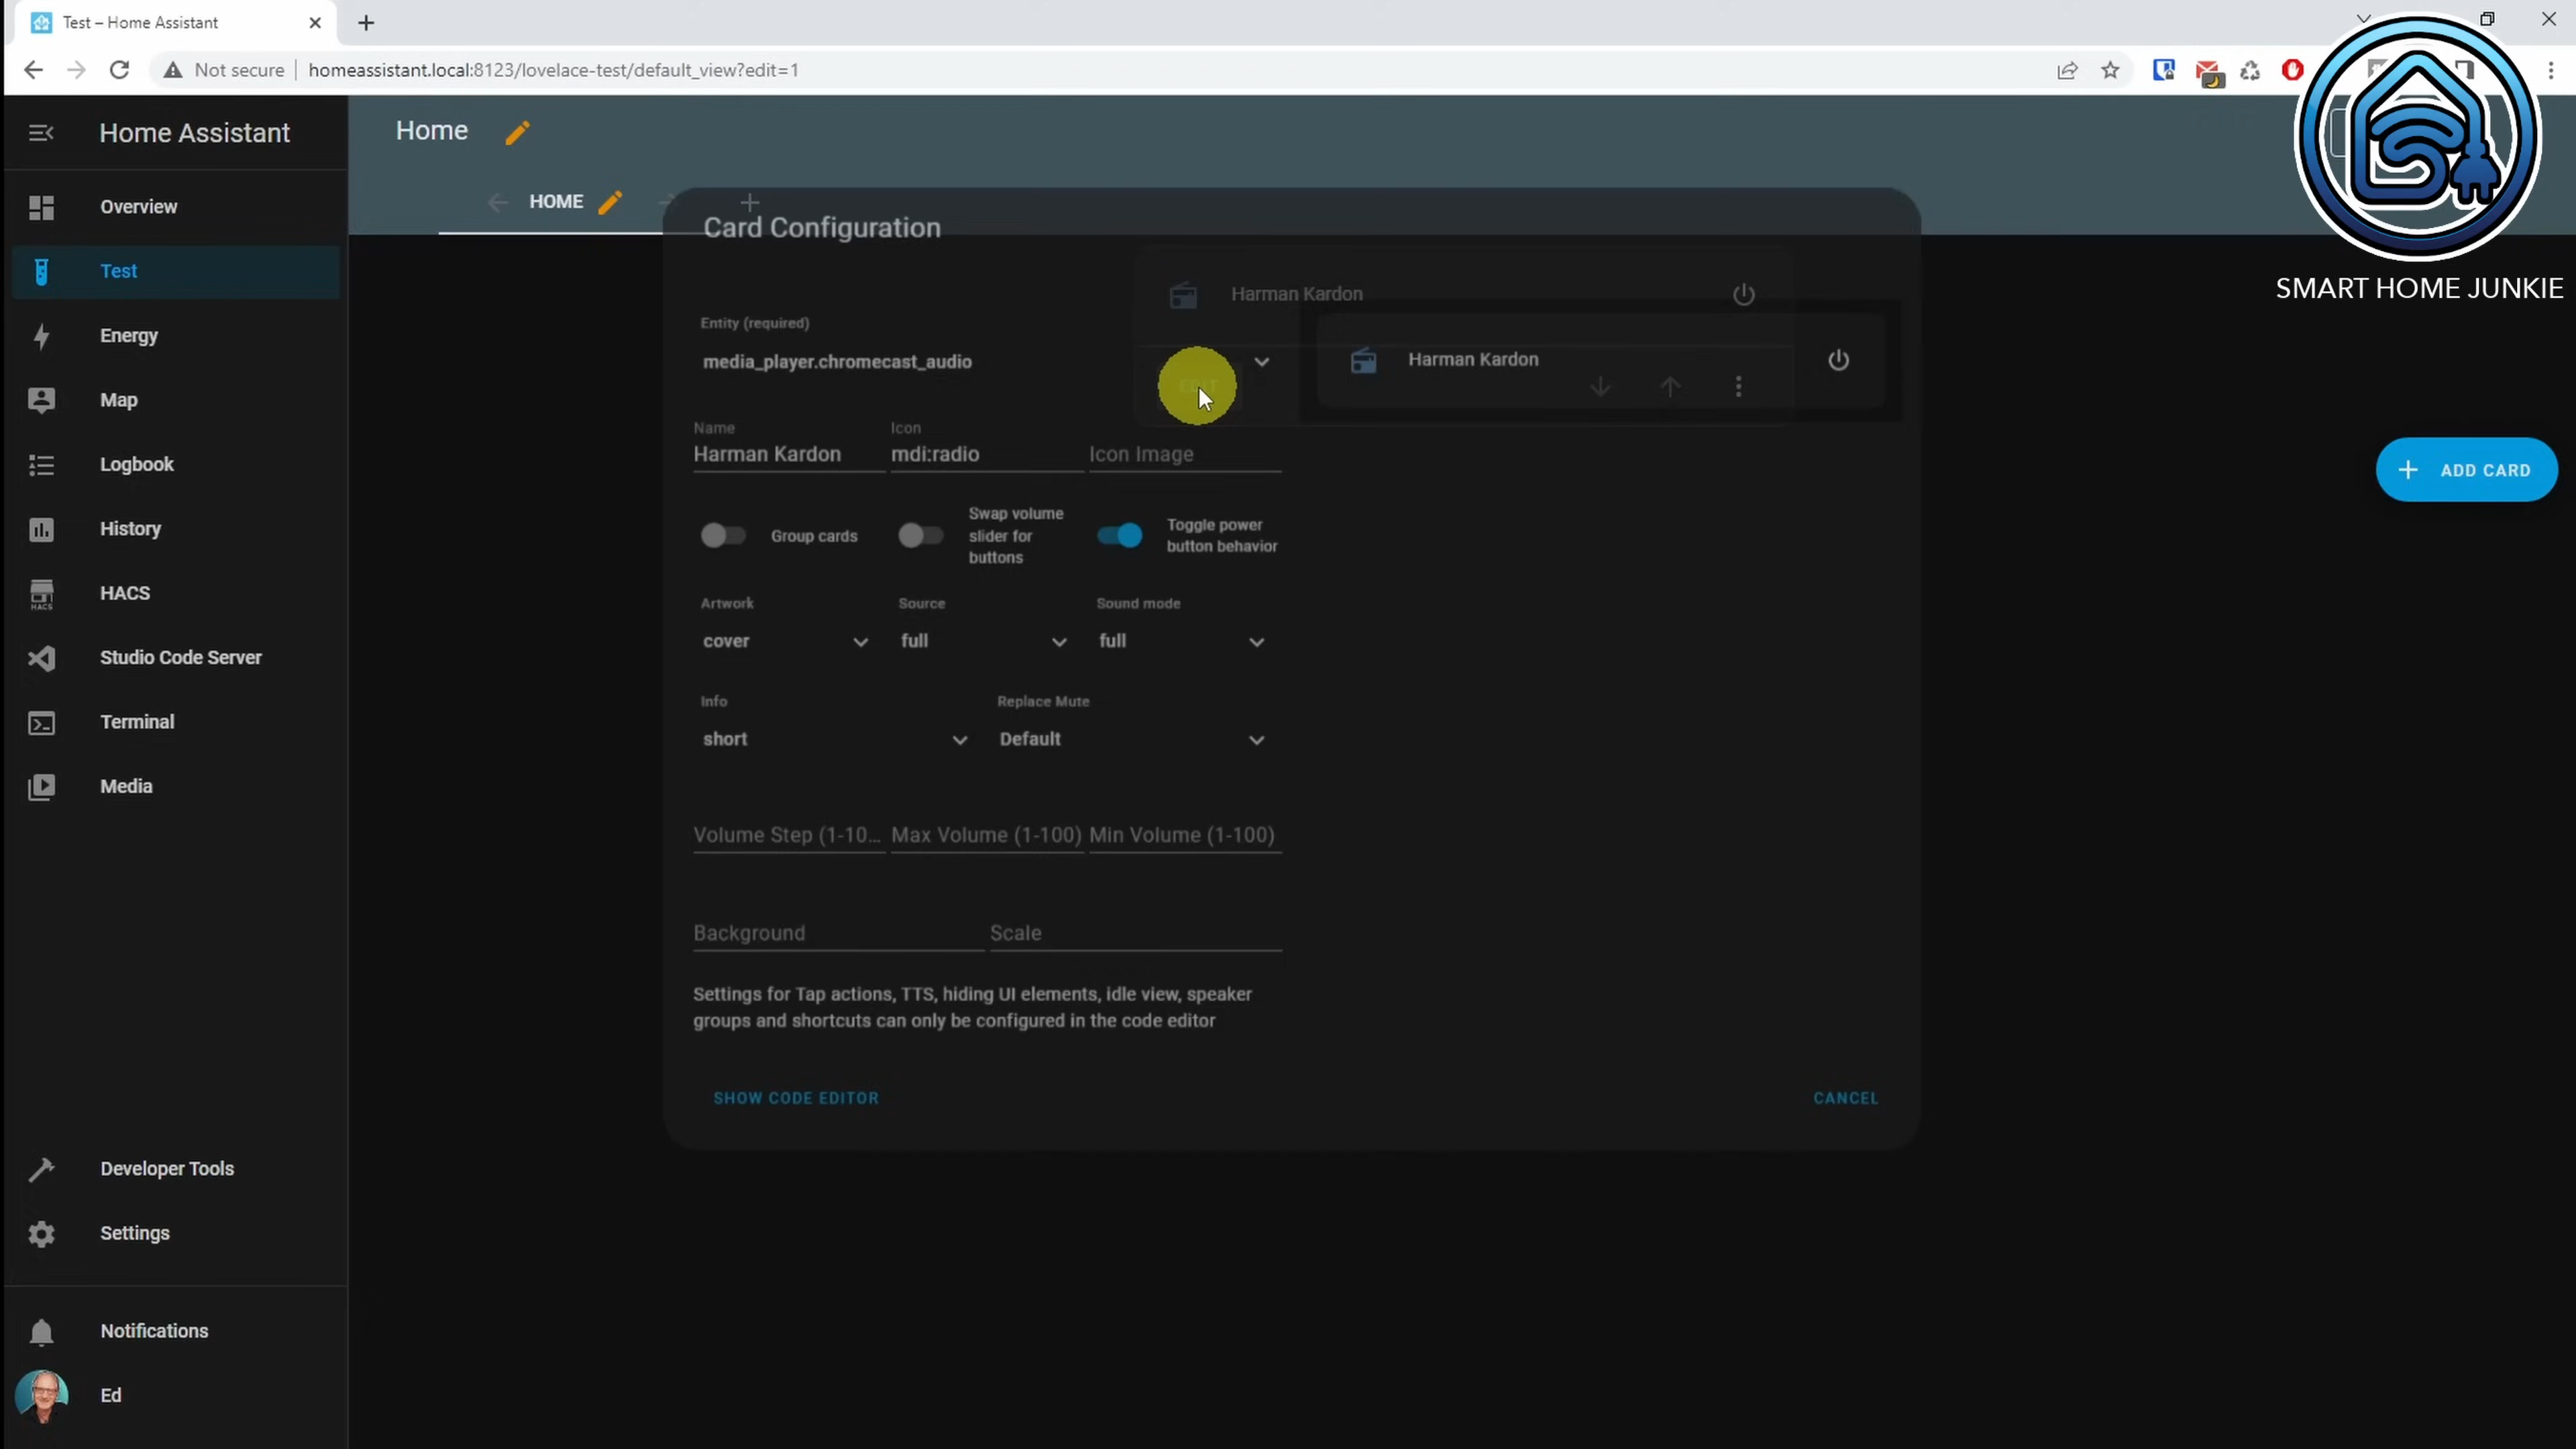 Test – Home Assistant
Not secure
homeassistant.local:8123/lovelace-test/default_view?edit=1
SMART HOME JUNKIE
Home Assistant
Overview
Test
Energy
Map
Logbook
History
HACS
HACS
Studio Code Server
Terminal
Media
Developer Tools
Settings
Notifications
Ed
Home
HOME
Card Configuration
Entity (required)
media_player.chromecast_audio
Name
Harman Kardon
Icon
mdi:radio
Icon Image
Group cards
Swap volume
slider for
buttons
Toggle power
button behavior
Artwork
cover
Source
full
Sound mode
full
Info
short
Replace Mute
Default
Volume Step (1-10...
Max Volume (1-100)
Min Volume (1-100)
Background
Scale
Settings for Tap actions, TTS, hiding UI elements, idle view, speaker
groups and shortcuts can only be configured in the code editor
SHOW CODE EDITOR
CANCEL
Harman Kardon
EDIT
Harman Kardon
ADD CARD